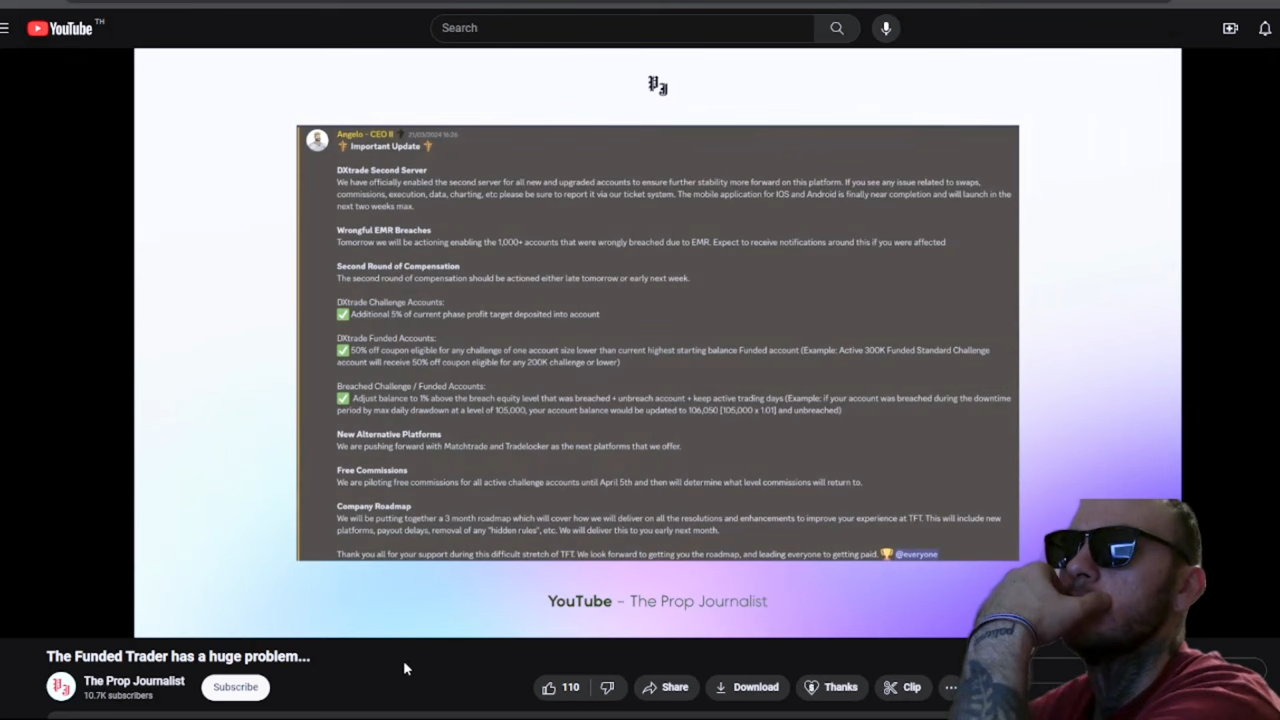 YouTube TH
Search
Angelo - CEO II 21/03/2024 16:26
Important Update
DXtrade Second Server
We have officially enabled the second server for all new and upgraded accounts to ensure further stability more forward on this platform. If you see any issue related to swaps,
commissions, execution, data, charting, etc please be sure to report it via our ticket system. The mobile application for IOS and Android is finally near completion and will launch in the
next two weeks max.
Wrongful EMR Breaches
Tomorrow we will be actioning enabling the 1,000+ accounts that were wrongly breached due to EMR. Expect to receive notifications around this if you were affected
Second Round of Compensation
The second round of compensation should be actioned either late tomorrow or early next week.
DXtrade Challenge Accounts:
Additional 5% of current phase profit target deposited into account
DXtrade Funded Accounts:
50% off coupon eligible for any challenge of one account size lower than current highest starting balance Funded account (Example: Active 300K Funded Standard Challenge
account will receive 50% off coupon eligible for any 200K challenge or lower)
Breached Challenge / Funded Accounts:
Adjust balance to 1% above the breach equity level that was breached + unbreach account + keep active trading days (Example: if your account was breached during the downtime
period by max daily drawdown at a level of 105,000, your account balance would be updated to 106,050 [105,000 x 1.01] and unbreached)
New Alternative Platforms
We are pushing forward with Matchtrade and Tradelocker as the next platforms that we offer.
Free Commissions
We are piloting free commissions for all active challenge accounts until April 5th and then will determine what level commissions will return to.
Company Roadmap
We will be putting together a 3 month roadmap which will cover how we will deliver on all the resolutions and enhancements to improve your experience at TFT. This will include new
platforms, payout delays, removal of any "hidden rules", etc. We will deliver this to you early next month.
Thank you all for your support during this difficult stretch of TFT. We look forward to getting you the roadmap, and leading everyone to getting paid. 🏆 @everyone
YouTube - The Prop Journalist
The Funded Trader has a huge problem...
The Prop Journalist
10.7K subscribers
Subscribe
110
Share
Download
Thanks
Clip